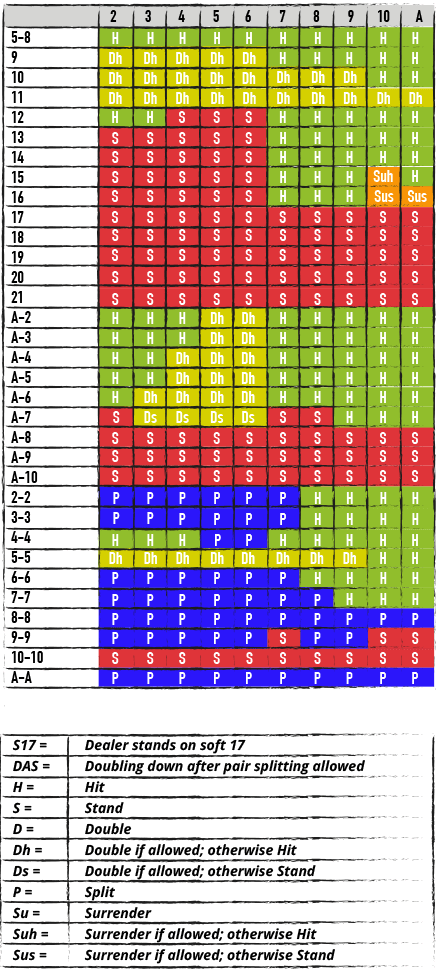 2 3 4 5 6 7 8 9 10 A
5-8 H H H H H H H H H H
9 Dh Dh Dh Dh Dh H H H H H
10 Dh Dh Dh Dh Dh Dh Dh Dh H H
11 Dh Dh Dh Dh Dh Dh Dh Dh Dh Dh
12 H H S S S H H H H H
13 S S S S S H H H H H
14 S S S S S H H H H H
15 S S S S S H H H Suh H
16 S S S S S H H H Sus Sus
17 S S S S S S S S S S
18 S S S S S S S S S S
19 S S S S S S S S S S
20 S S S S S S S S S S
21 S S S S S S S S S S
A-2 H H H Dh Dh H H H H H
A-3 H H H Dh Dh H H H H H
A-4 H H Dh Dh Dh H H H H H
A-5 H H Dh Dh Dh H H H H H
A-6 H Dh Dh Dh Dh H H H H H
A-7 S Ds Ds Ds Ds S S H H H
A-8 S S S S S S S S S S
A-9 S S S S S S S S S S
A-10 S S S S S S S S S S
2-2 P P P P P P H H H H
3-3 P P P P P P H H H H
4-4 H H H P P H H H H H
5-5 Dh Dh Dh Dh Dh Dh Dh Dh H H
6-6 P P P P P P H H H H
7-7 P P P P P P P H H H
8-8 P P P P P P P P P P
9-9 P P P P P S P P S S
10-10 S S S S S S S S S S
A-A P P P P P P P P P P
S17 = Dealer stands on soft 17
DAS = Doubling down after pair splitting allowed
H = Hit
S = Stand
D = Double
Dh = Double if allowed; otherwise Hit
Ds = Double if allowed; otherwise Stand
P = Split
Su = Surrender
Suh = Surrender if allowed; otherwise Hit
Sus = Surrender if allowed; otherwise Stand